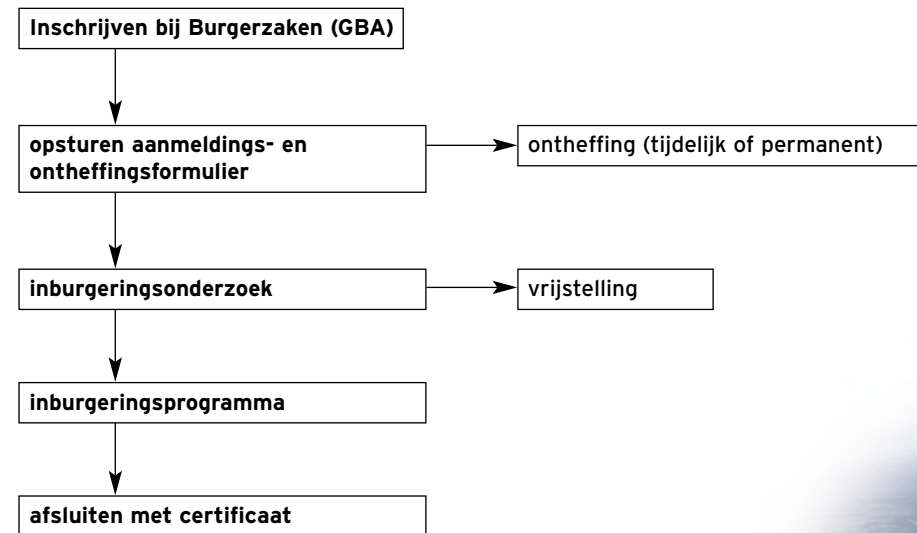 Inschrijven bij Burgerzaken (GBA)
opsturen aanmeldings- en
ontheffingsformulier
ontheffing (tijdelijk of permanent)
inburgeringsonderzoek
vrijstelling
inburgeringsprogramma
afsluiten met certificaat